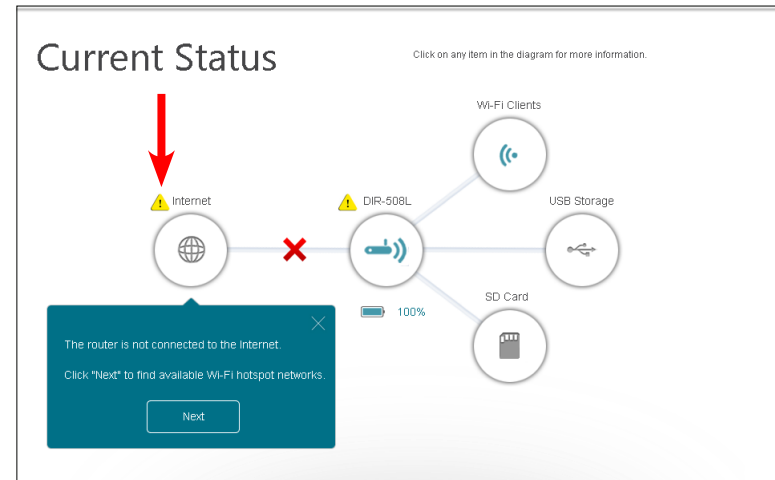 Current Status
Click on any item in the diagram for more information.
Wi-Fi Clients
Internet
DIR-508L
USB Storage
100%
SD Card
The router is not connected to the Internet.
Click "Next" to find available Wi-Fi hotspot networks.
Next